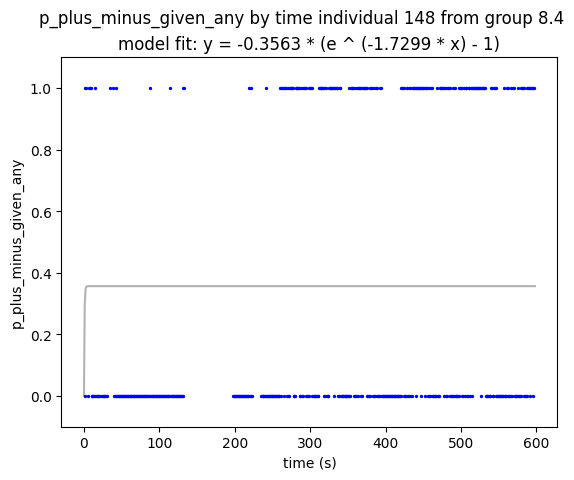 p_plus_minus_given_any by time individual 148 from group 8.4
model fit: y = -0.3563 * (e ^ (-1.7299 * x) - 1)
1.0
0.8
0.6
0.4
0.2
0.0
p_plus_minus_given_any
0 100 200 300 400 500 600
time (s)